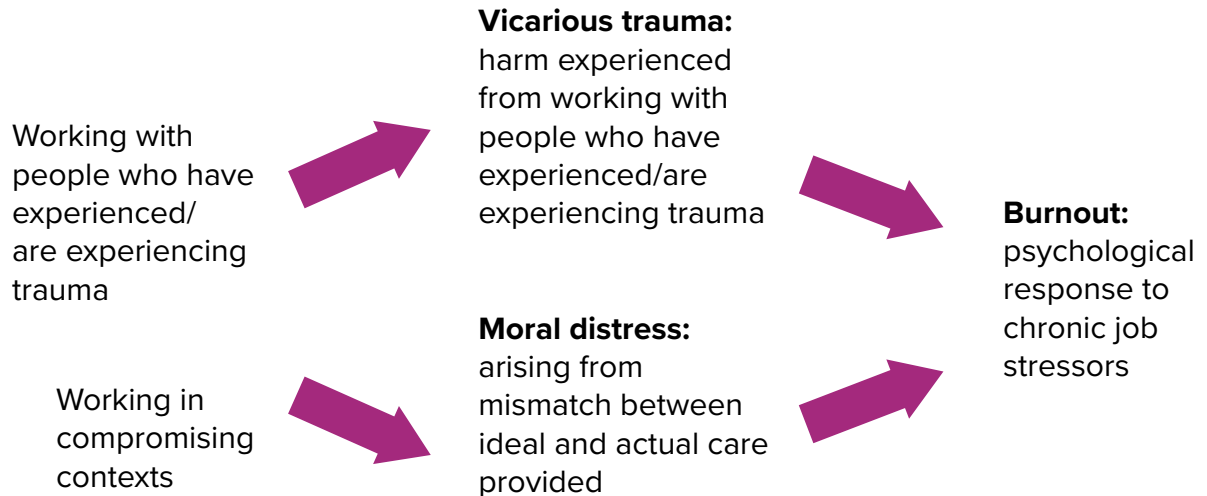 Working with
people who have
experienced/
are experiencing
trauma
Working in
compromising
contexts
Vicarious trauma:
harm experienced
from working with
people who have
experienced/are
experiencing trauma
Moral distress:
arising from
mismatch between
ideal and actual care
provided
Burnout:
psychological
response to
chronic job
stressors